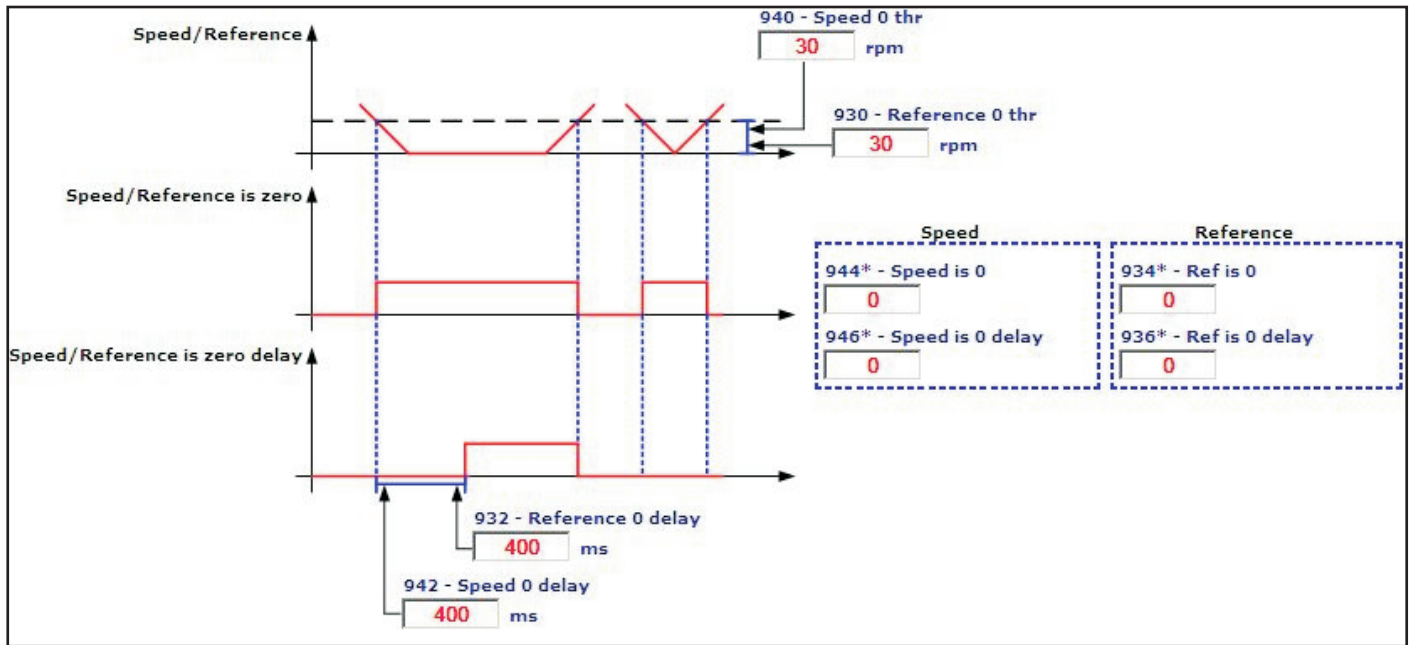 940 - Speed 0 thr
Speed/Reference
30 rpm
930 - Reference 0 thr
30 rpm
Speed/Reference is zero
Speed
Reference
944* - Speed is 0
934* - Ref is 0
0
0
946* - Speed is 0 delay
936* - Ref is 0 delay
Speed/Reference is zero delay
0
0
932 - Reference 0 delay
400 ms
942 - Speed 0 delay
400 ms